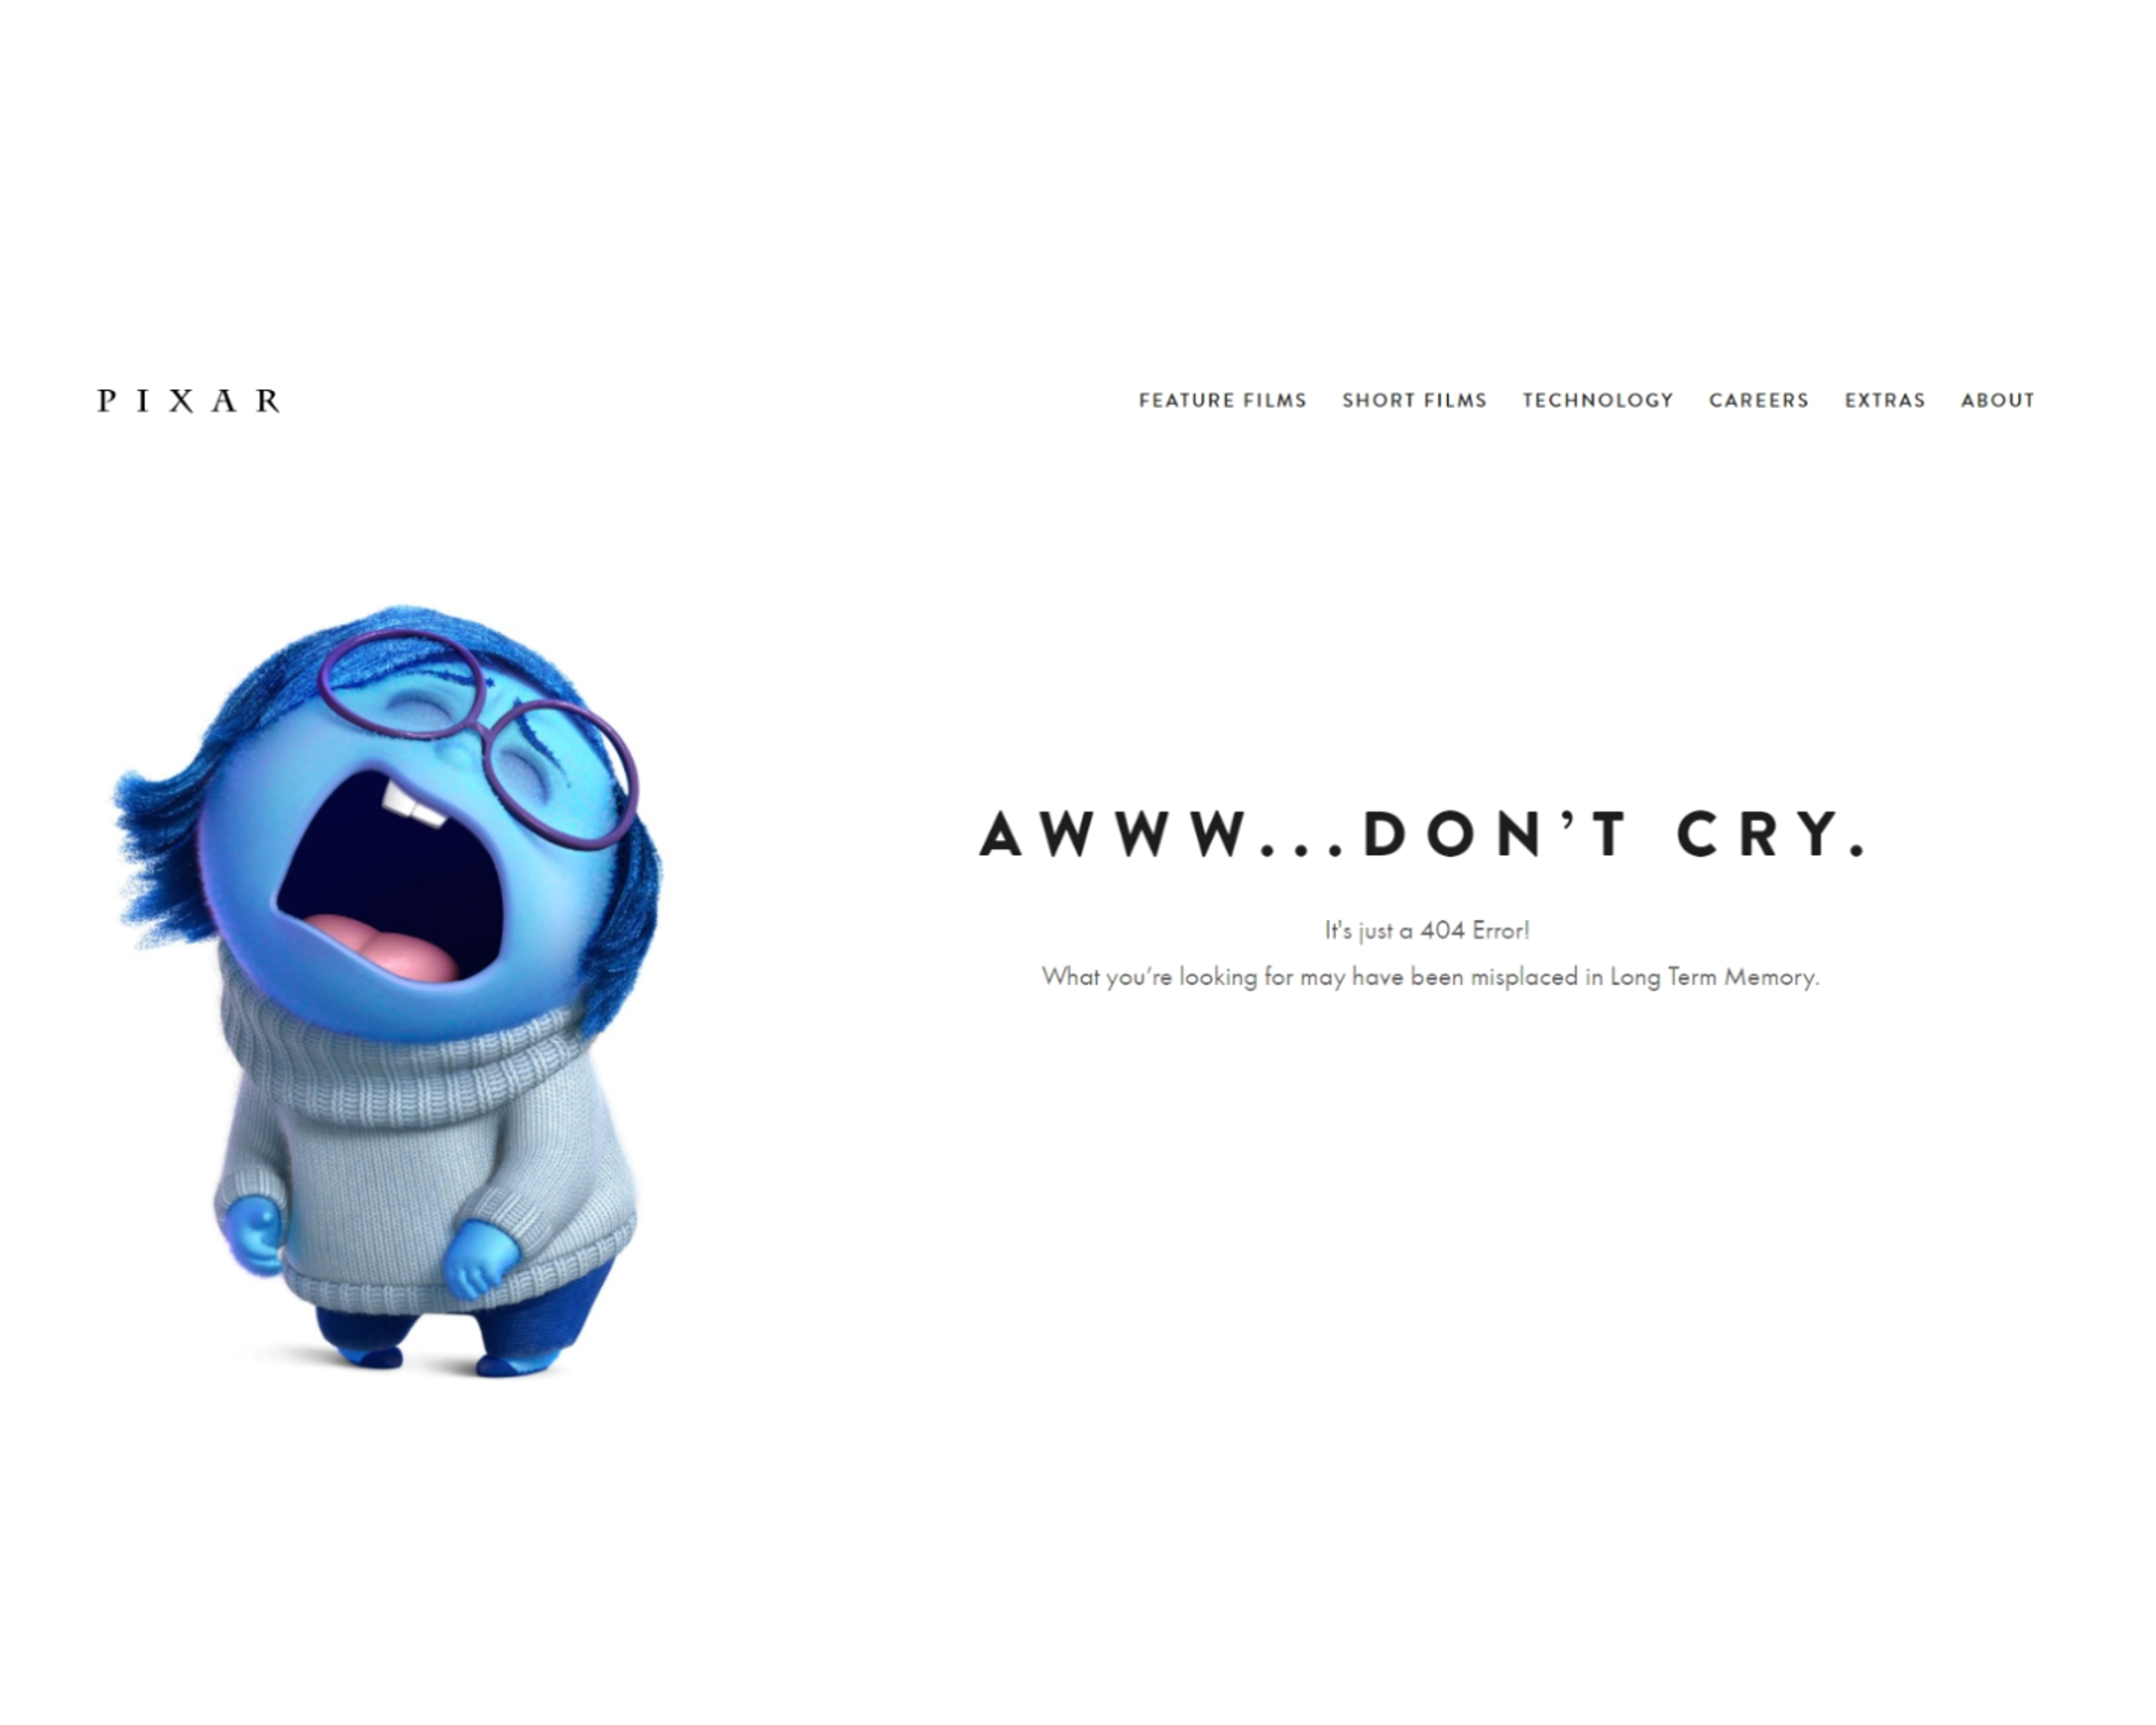 PIXAR
FEATURE FILMS SHORT FILMS TECHNOLOGY CAREERS EXTRAS ABOUT
AWWW...DON’T CRY.
It's just a 404 Error!
What you’re looking for may have been misplaced in Long Term Memory.